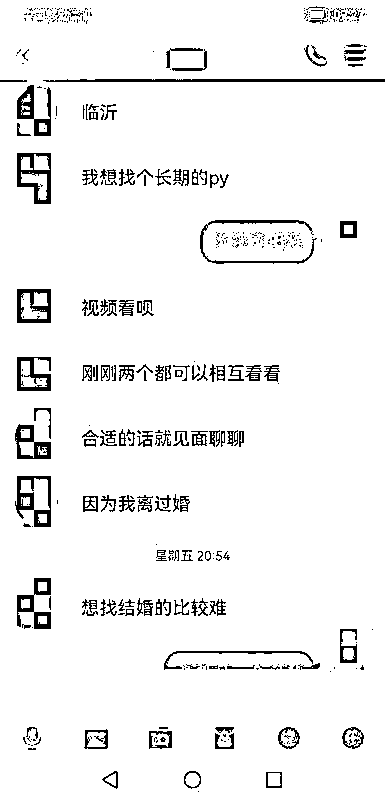 临沂
我想找个长期的py
视频看呗
刚刚两个都可以相互看看
合适的话就见面聊聊
因为我离过婚
星期五 20:54
想找结婚的比较难